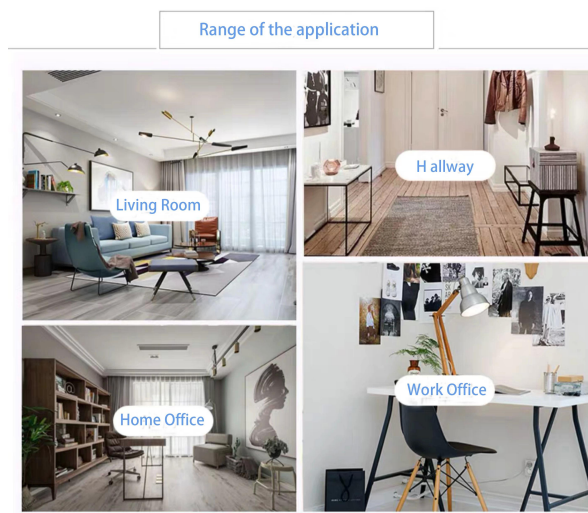 Range of the application
Living Room
H allway
Home Office
Work Office